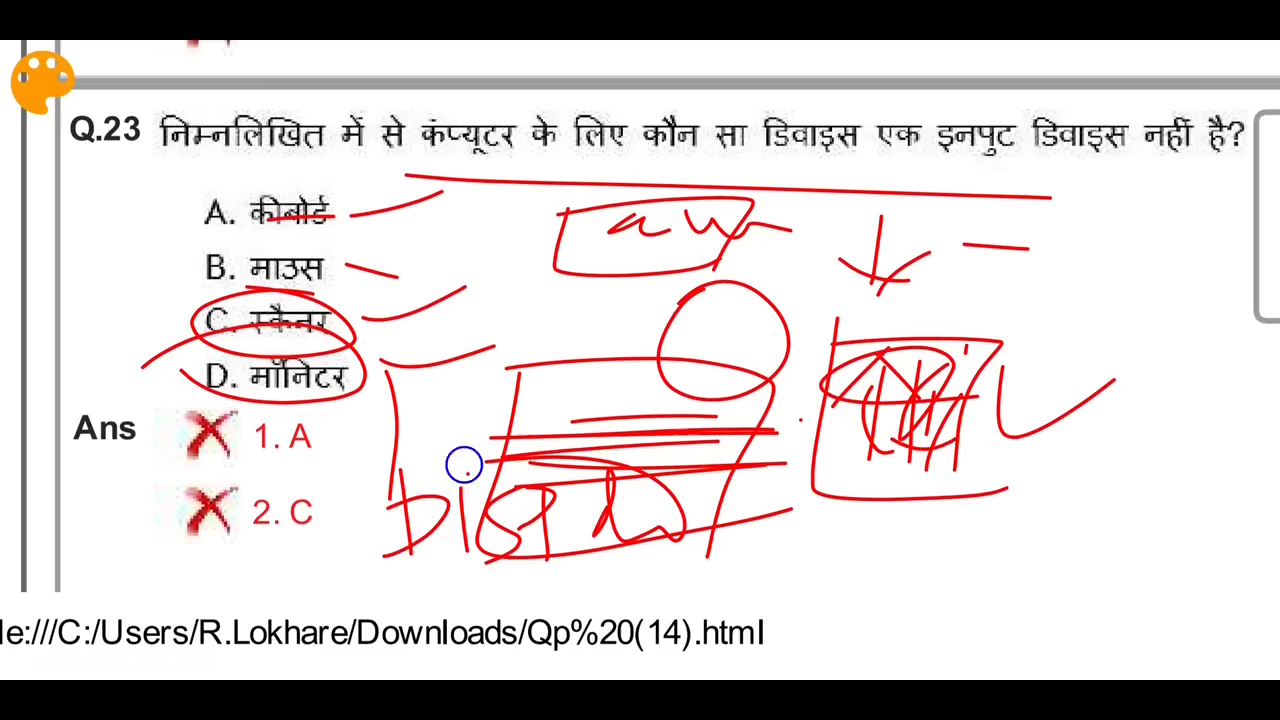 Q.23 निम्नलिखित में से कंप्यूटर के लिए कौन सा डिवाइस एक इनपुट डिवाइस नहीं है?
A. कीबोर्ड
B. माउस
C. स्कैनर
D. मॉनिटर
Ans
1. A
2. C
le:///C:/Users/R.Lokhare/Downloads/Qp%20(14).html